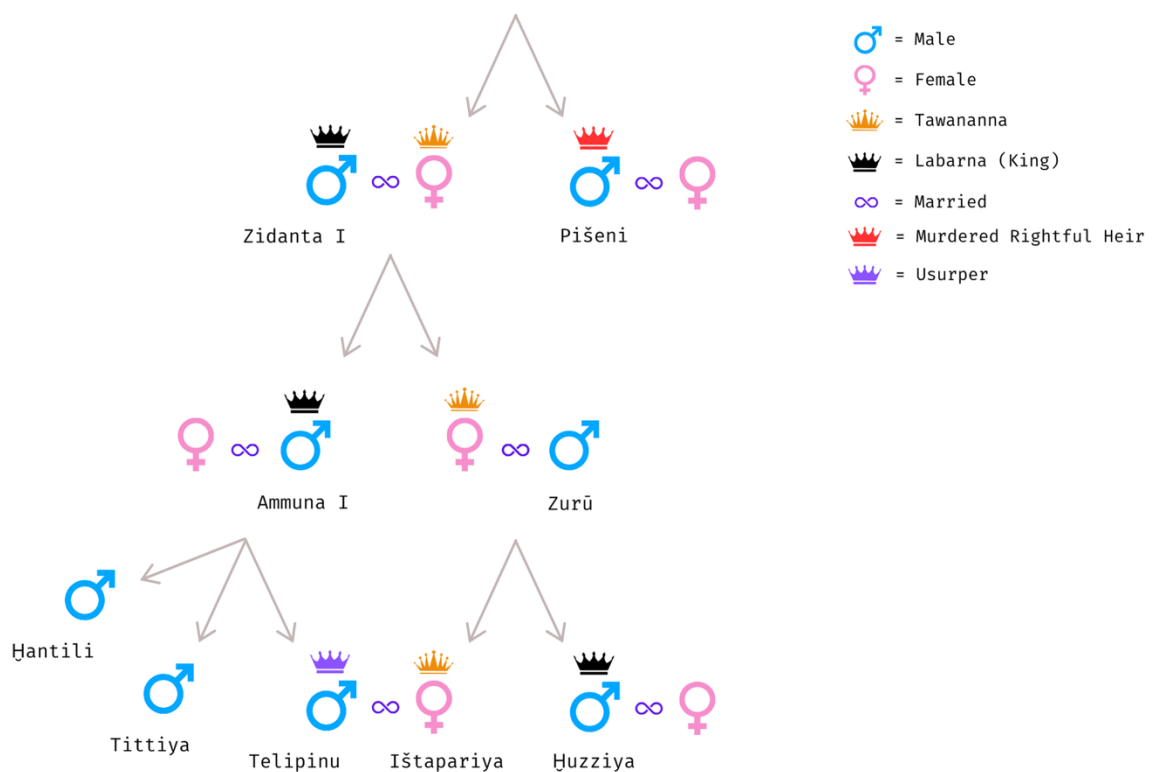 = Male
= Female
= Tawananna
= Labarna (King)
= Married
= Murdered Rightful Heir
= Usurper
Zidanta I
Pišeni
Ammuna I
Zurū
Ḫantili
Tittiya
Telipinu
Ištapariya
Ḫuzziya